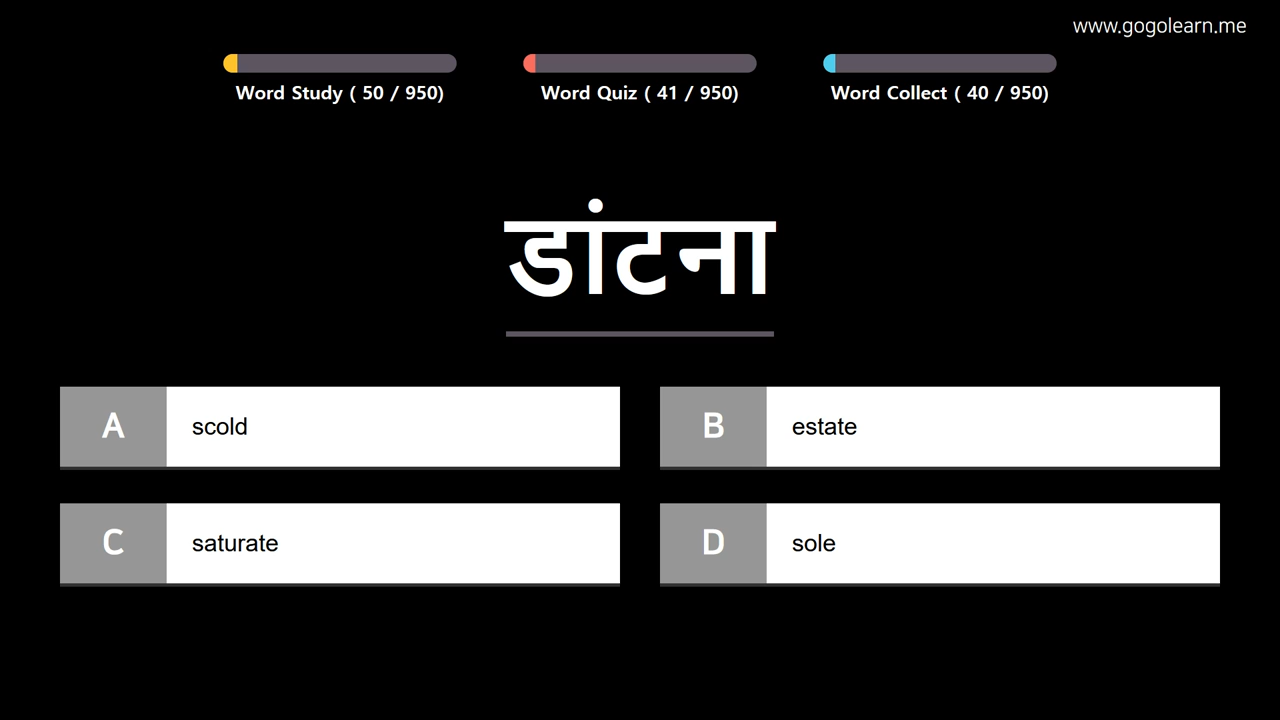 www.gogolearn.me
Word Study ( 50 / 950)
Word Quiz ( 41 / 950)
Word Collect ( 40 / 950)
डांटना
A scold
B estate
C saturate
D sole